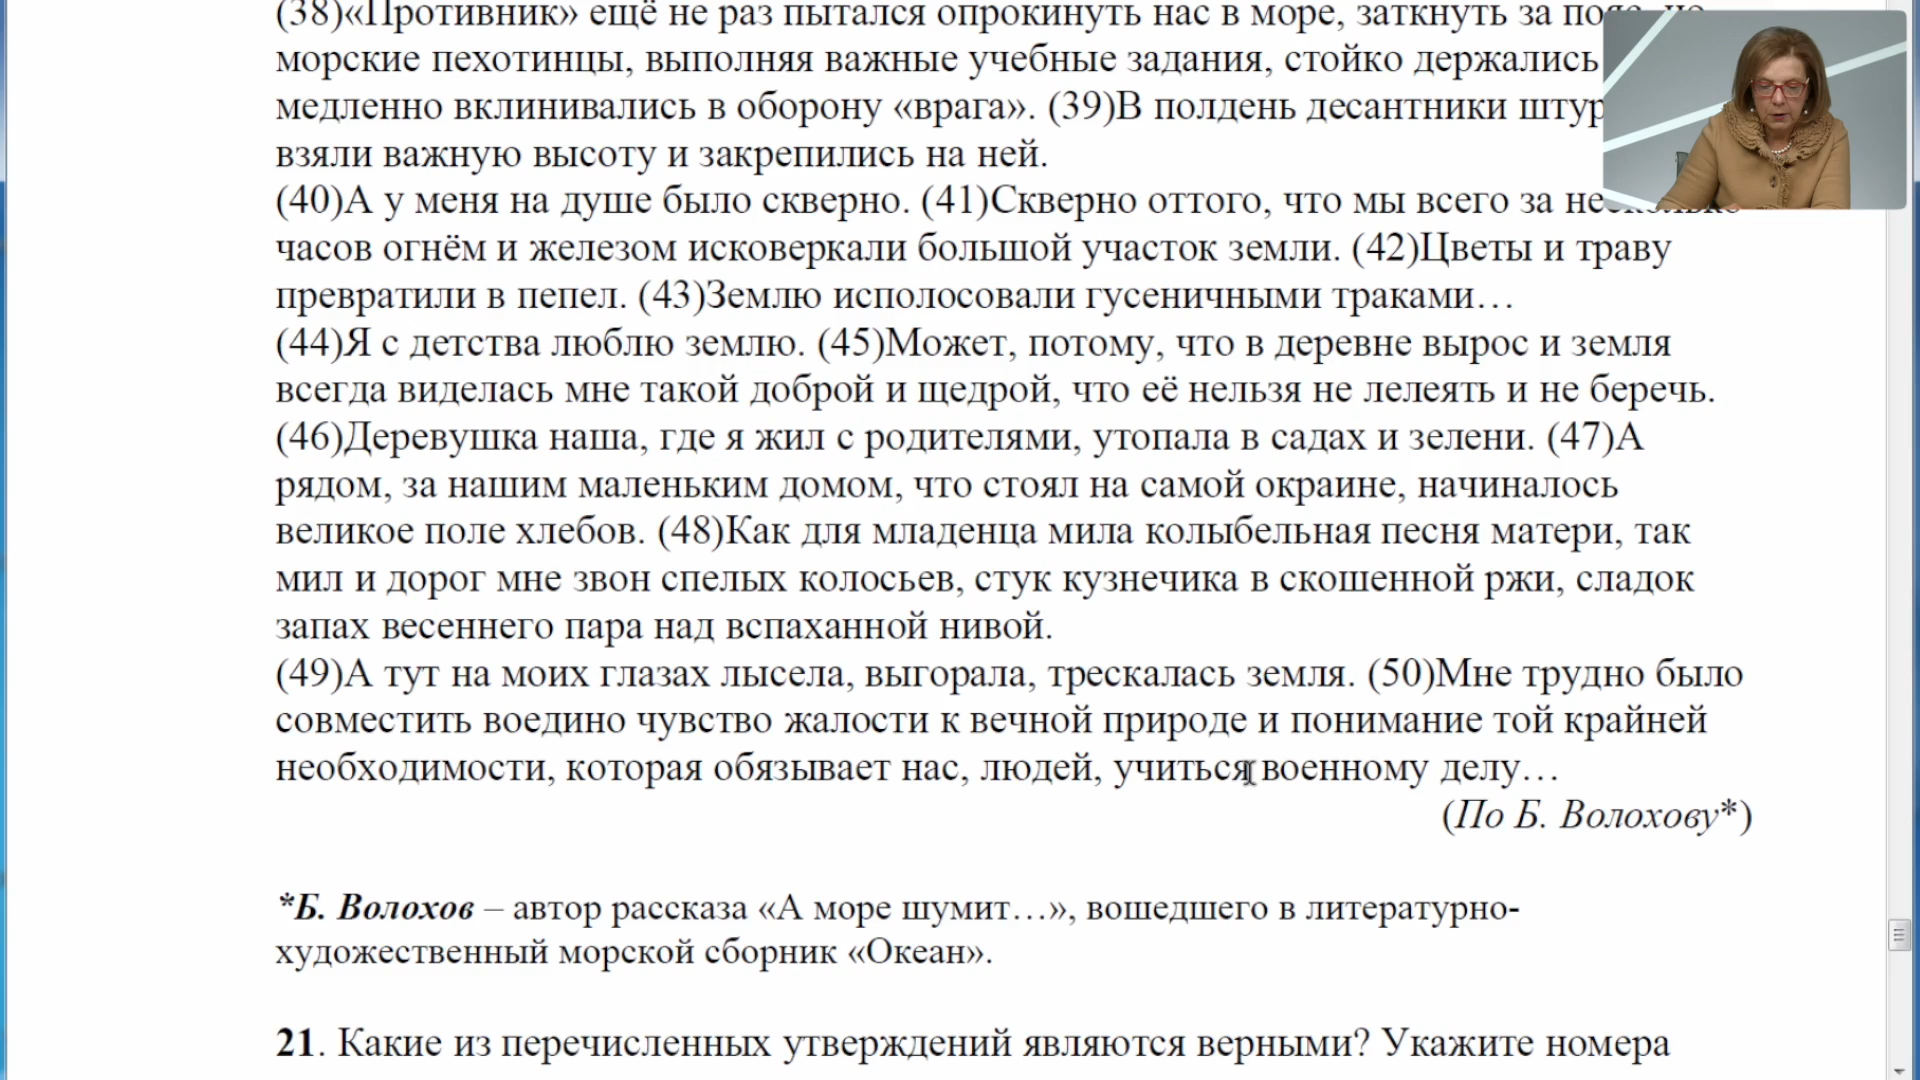 (38)«Противник» ещё не раз пытался опрокинуть нас в море, заткнуть за пояс, но
морские пехотинцы, выполняя важные учебные задания, стойко держались
медленно вклинивались в оборону «врага». (39)В полдень десантники
взяли важную высоту и закрепились на ней.
(40)А у меня на душе было скверно. (41)Скверно оттого, что мы всего за несколько
часов огнём и железом исковеркали большой участок земли. (42)Цветы и траву
превратили в пепел. (43)Землю исполосовали гусеничными траками…
(44)Я с детства люблю землю. (45)Может, потому, что в деревне вырос и земля
всегда виделась мне такой доброй и щедрой, что её нельзя не лелеять и не беречь.
(46)Деревушка наша, где я жил с родителями, утопала в садах и зелени. (47)А
рядом, за нашим маленьким домом, что стоял на самой окраине, начиналось
великое поле хлебов. (48)Как для младенца мила колыбельная песня матери, так
мил и дорог мне звон спелых колосьев, стук кузнечика в скошенной ржи, сладок
запах весеннего пара над вспаханной нивой.
(49)А тут на моих глазах лысела, выгорала, трескалась земля. (50)Мне трудно было
совместить воедино чувство жалости к вечной природе и понимание той крайней
необходимости, которая обязывает нас, людей, учиться военному делу…
(По Б. Волохову*)
*Б. Волохов – автор рассказа «А море шумит…», вошедшего в литературно-
художественный морской сборник «Океан».
21. Какие из перечисленных утверждений являются верными? Укажите номера